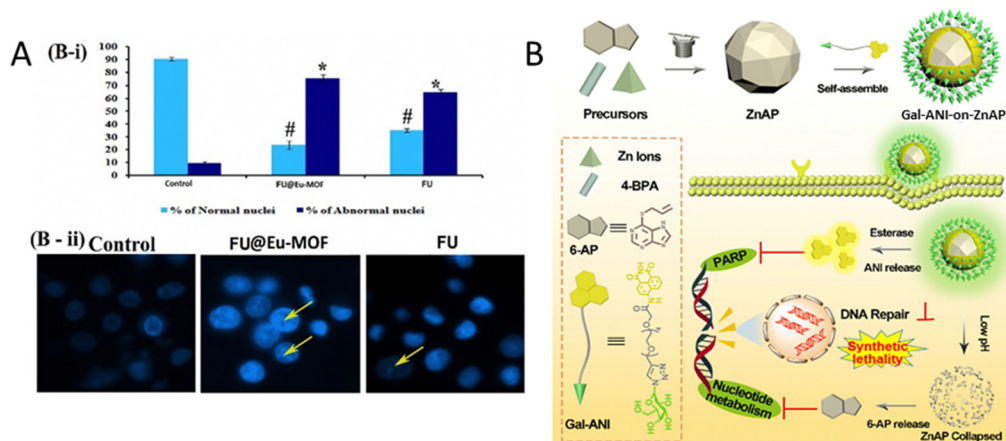 A
(B-i)
100
90
80
70
60
50
40
30
20
10
0
#
*
#
*
Control
FU@Eu-MOF
FU
% of Normal nuclei
% of Abnormal nuclei
(B - ii)
Control
FU@Eu-MOF
FU
B
Precursors
ZnAP
Self-assemble
Gal-ANI-on-ZnAP
Zn Ions
4-BPA
6-AP
Gal-ANI
PARP
Esterase
ANI release
DNA Repair
Synthetic
lethality
Low pH
Nucleotide
metabolism
6-AP release
ZnAP Collapsed